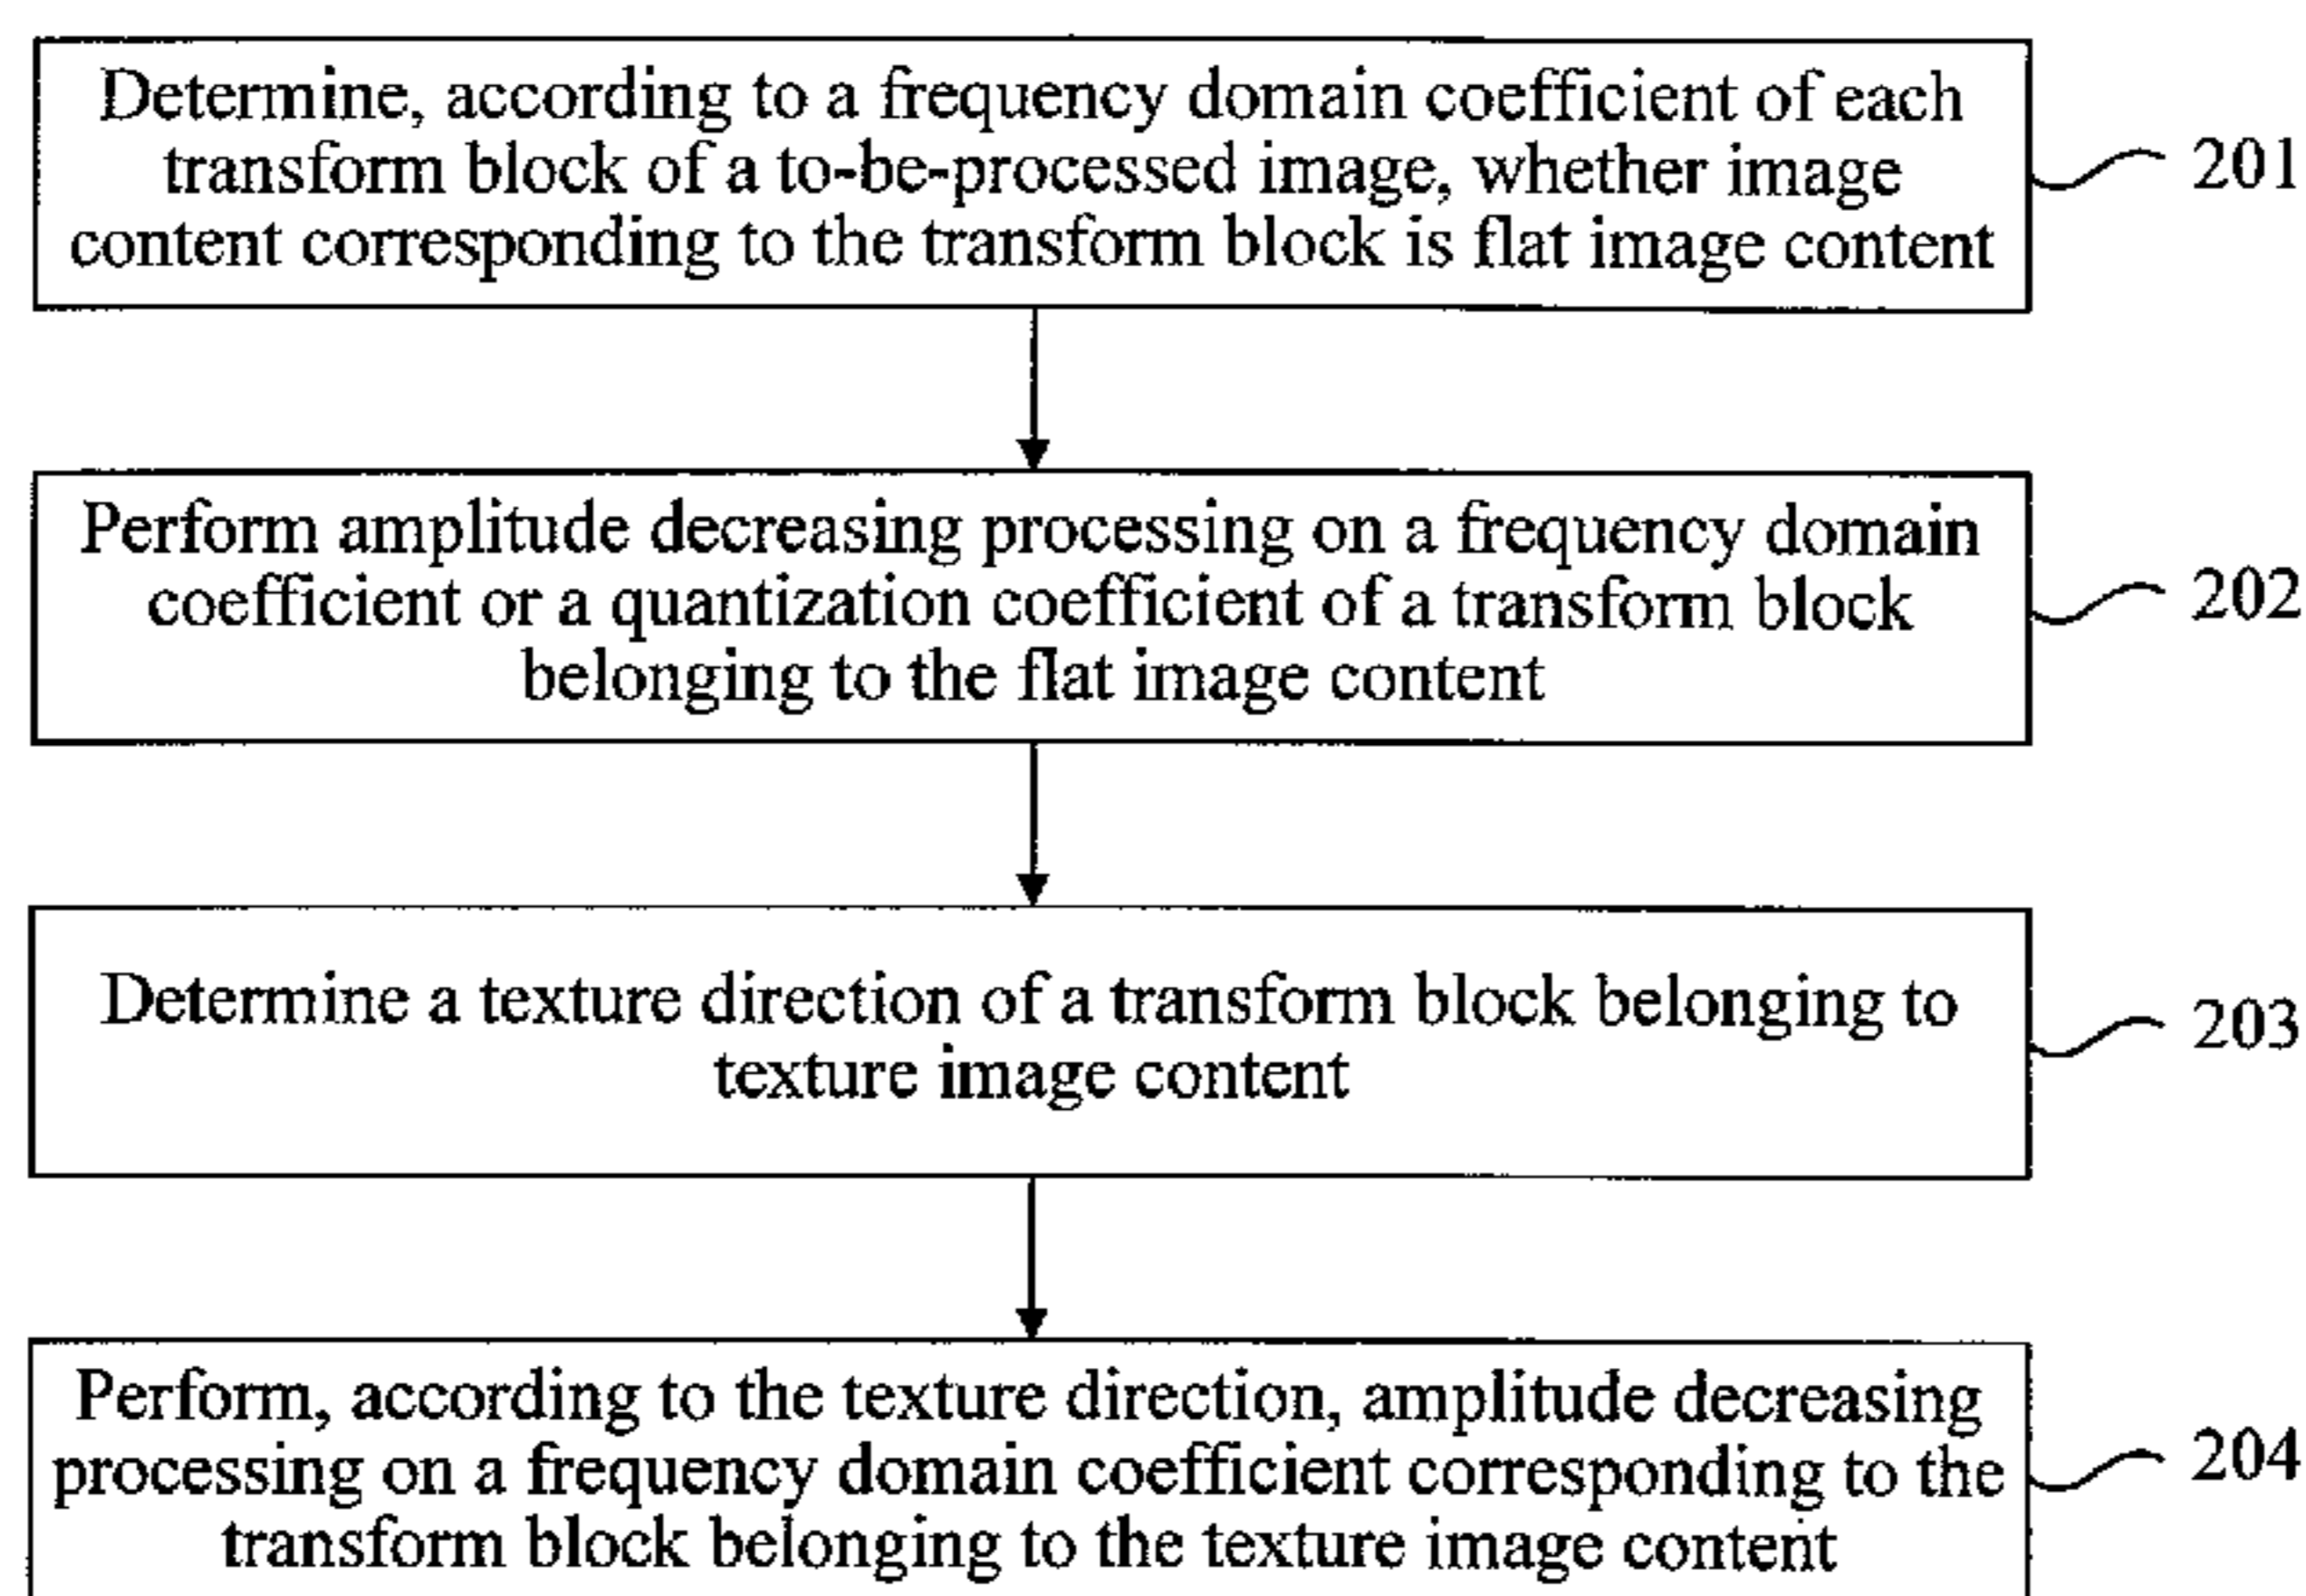 Determine, according to a frequency domain coefficient of each
transform block of a to-be-processed image, whether image
content corresponding to the transform block is flat image content
201
Perform amplitude decreasing processing on a frequency domain
coefficient or a quantization coefficient of a transform block
belonging to the flat image content
202
Determine a texture direction of a transform block belonging to
texture image content
203
Perform, according to the texture direction, amplitude decreasing
processing on a frequency domain coefficient corresponding to the
transform block belonging to the texture image content
204